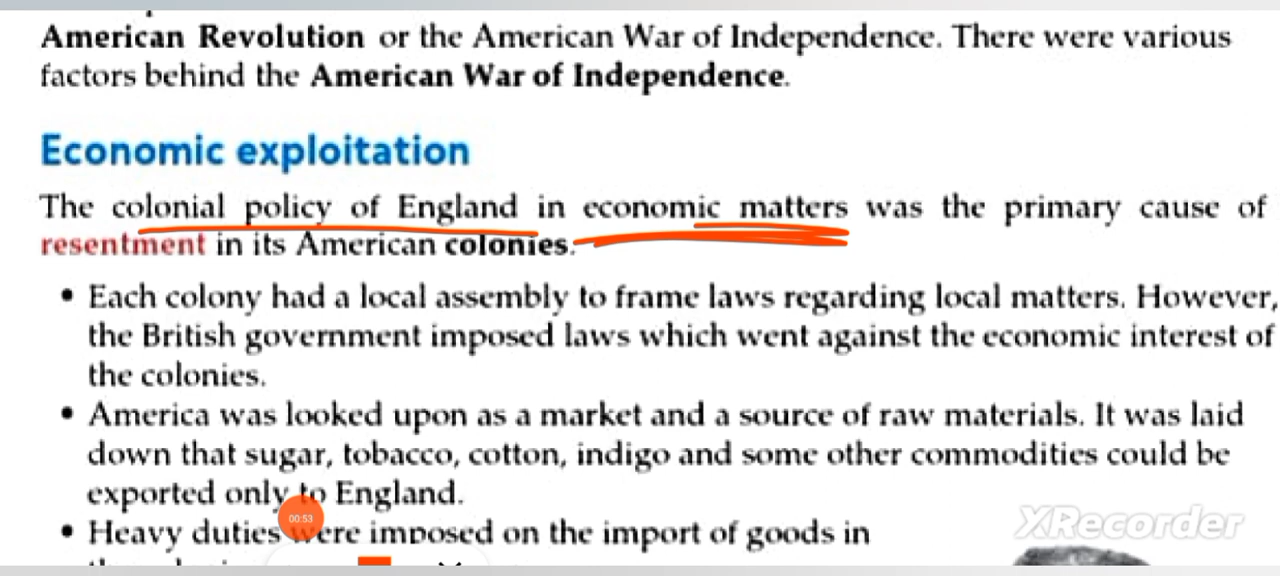 American Revolution or the American War of Independence. There were various
factors behind the American War of Independence.
Economic exploitation
The colonial policy of England in economic matters was the primary cause of
resentment in its American colonies.
• Each colony had a local assembly to frame laws regarding local matters. However,
the British government imposed laws which went against the economic interest of
the colonies.
• America was looked upon as a market and a source of raw materials. It was laid
down that sugar, tobacco, cotton, indigo and some other commodities could be
exported only to England.
00:53
• Heavy duties were imposed on the import of goods in
XRecorder